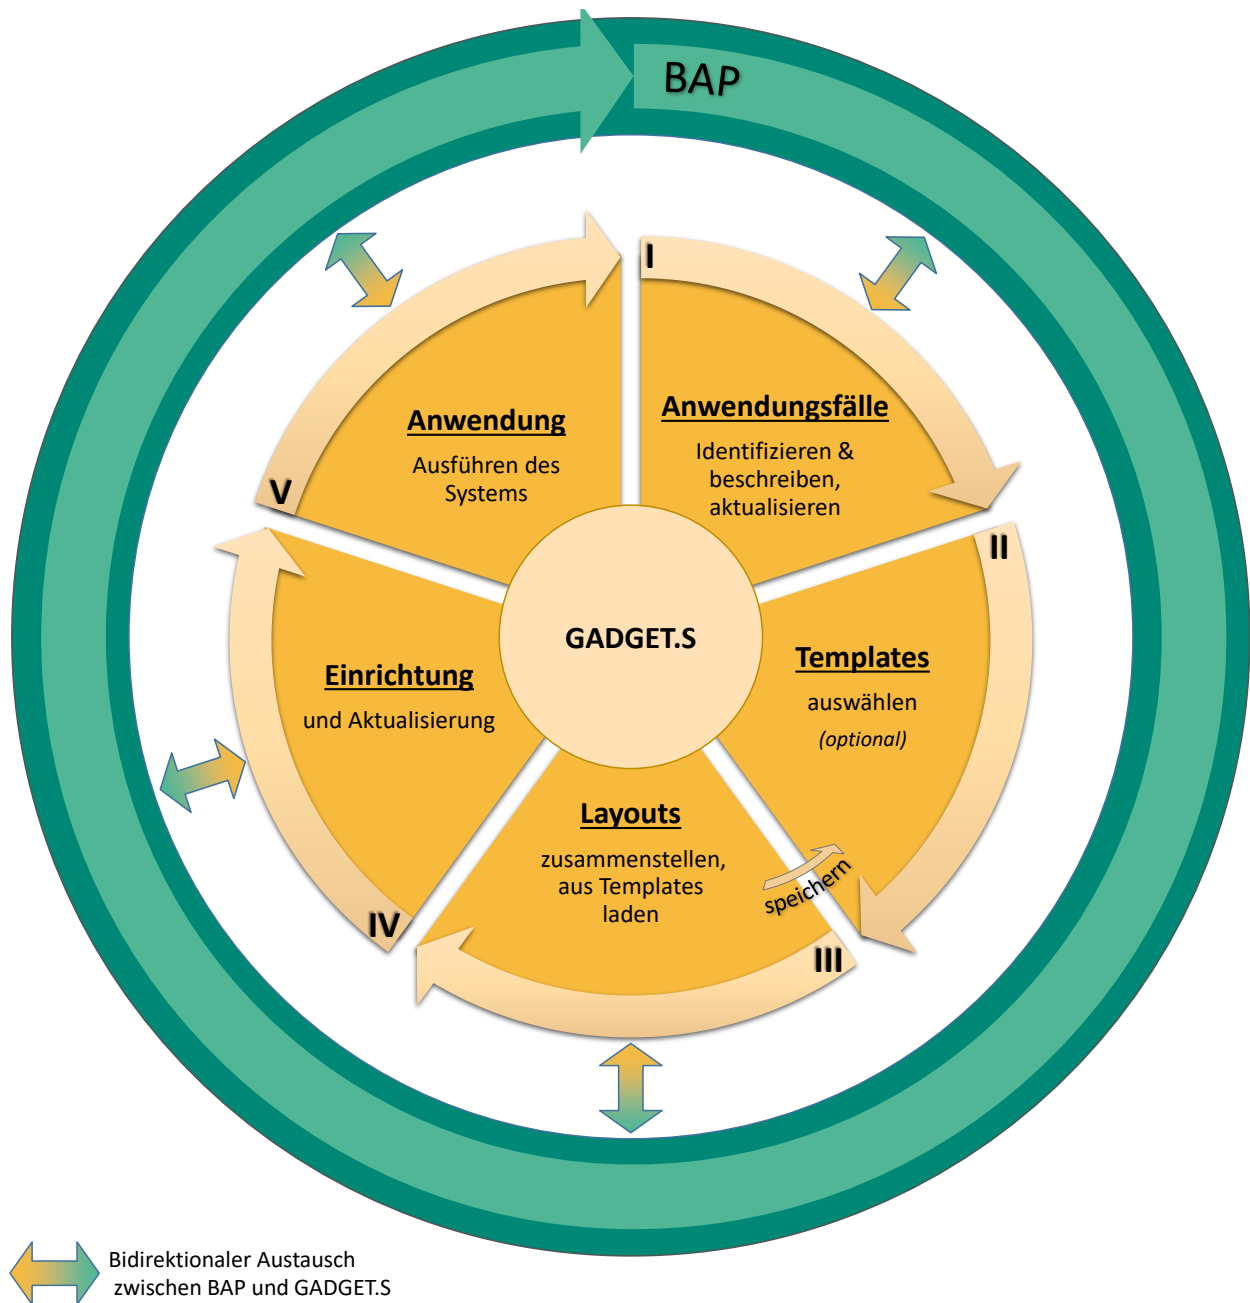 BAP
I
Anwendungsfälle
Identifizieren &
beschreiben,
aktualisieren
II
Templates
auswählen
(optional)
III
Layouts
zusammenstellen,
aus Templates
laden
speichern
IV
Einrichtung
und Aktualisierung
V
Anwendung
Ausführen des
Systems
GADGET.S
Bidirektionaler Austausch
zwischen BAP und GADGET.S